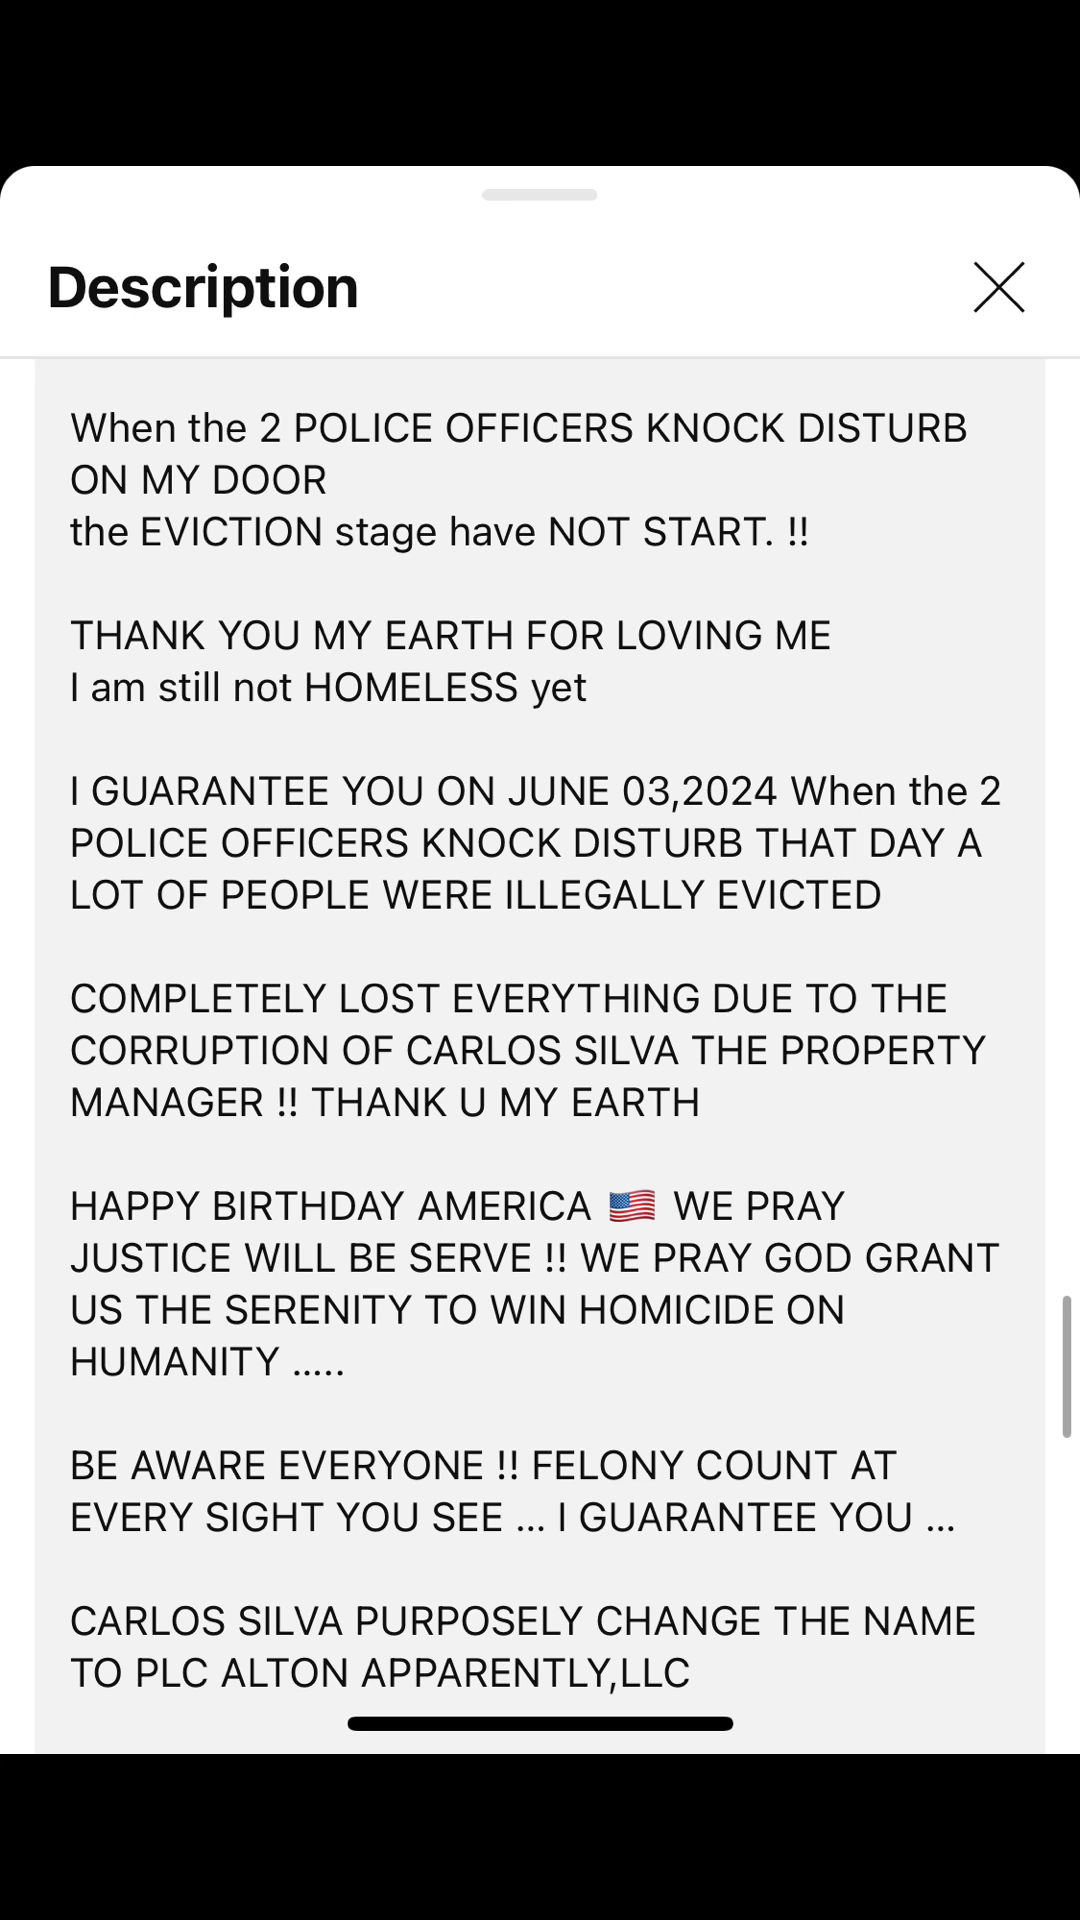 Description
When the 2 POLICE OFFICERS KNOCK DISTURB
ON MY DOOR
the EVICTION stage have NOT START. !!
THANK YOU MY EARTH FOR LOVING ME
I am still not HOMELESS yet
I GUARANTEE YOU ON JUNE 03,2024 When the 2
POLICE OFFICERS KNOCK DISTURB THAT DAY A
LOT OF PEOPLE WERE ILLEGALLY EVICTED
COMPLETELY LOST EVERYTHING DUE TO THE
CORRUPTION OF CARLOS SILVA THE PROPERTY
MANAGER !! THANK U MY EARTH
HAPPY BIRTHDAY AMERICA 🇺🇸 WE PRAY
JUSTICE WILL BE SERVE !! WE PRAY GOD GRANT
US THE SERENITY TO WIN HOMICIDE ON
HUMANITY .....
BE AWARE EVERYONE !! FELONY COUNT AT
EVERY SIGHT YOU SEE ... I GUARANTEE YOU ...
CARLOS SILVA PURPOSELY CHANGE THE NAME
TO PLC ALTON APPARENTLY,LLC